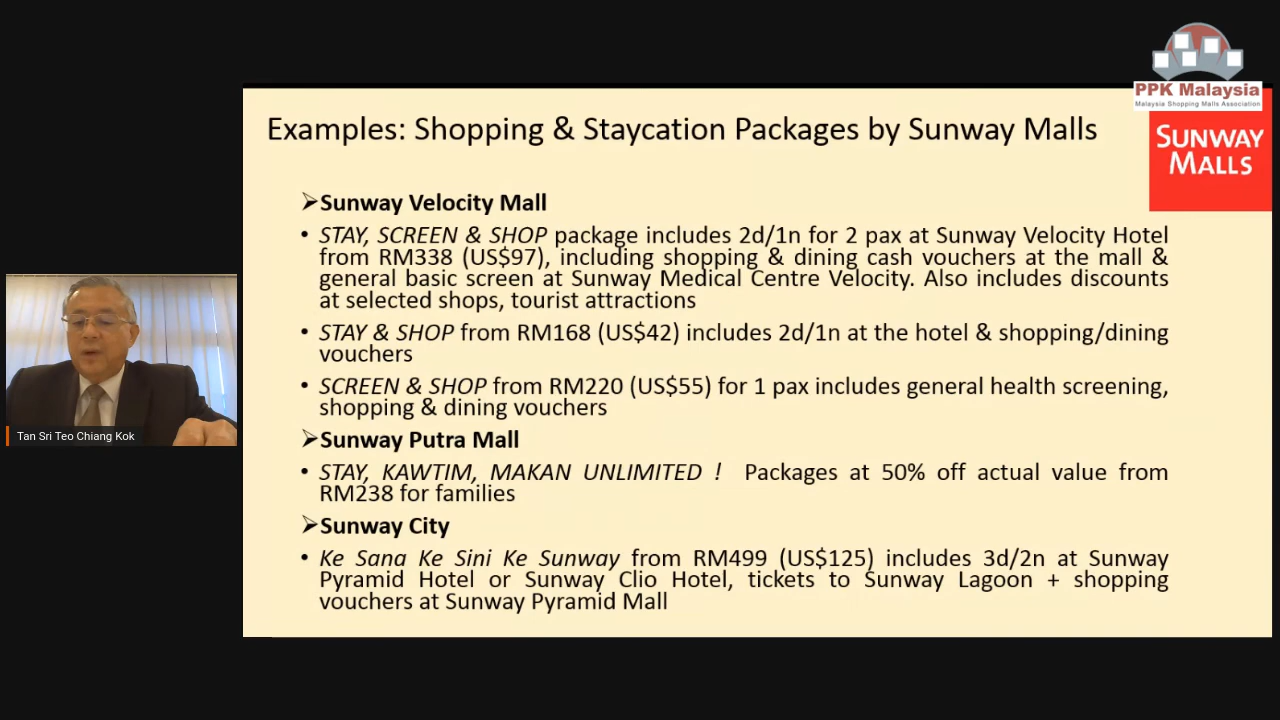 PPK Malaysia
Malaysia Shopping Malls Association
SUNWAY
MALLS
Examples: Shopping & Staycation Packages by Sunway Malls
➢Sunway Velocity Mall
• STAY, SCREEN & SHOP package includes 2d/1n for 2 pax at Sunway Velocity Hotel
from RM338 (US$97), including shopping & dining cash vouchers at the mall &
general basic screen at Sunway Medical Centre Velocity. Also includes discounts
at selected shops, tourist attractions
• STAY & SHOP from RM168 (US$42) includes 2d/1n at the hotel & shopping/dining
vouchers
• SCREEN & SHOP from RM220 (US$55) for 1 pax includes general health screening,
shopping & dining vouchers
➢Sunway Putra Mall
• STAY, KAWTIM, MAKAN UNLIMITED ! Packages at 50% off actual value from
RM238 for families
➢Sunway City
• Ke Sana Ke Sini Ke Sunway from RM499 (US$125) includes 3d/2n at Sunway
Pyramid Hotel or Sunway Clio Hotel, tickets to Sunway Lagoon + shopping
vouchers at Sunway Pyramid Mall
Tan Sri Teo Chiang Kok